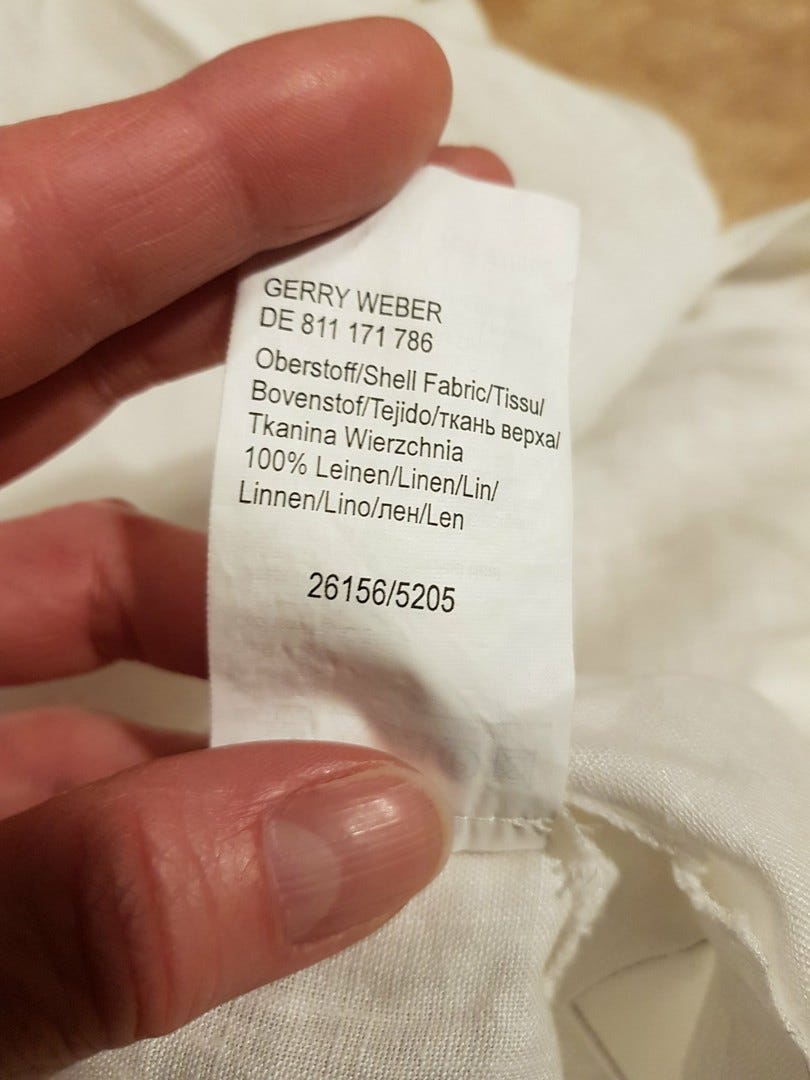 GERRY WEBER
DE 811 171 786
Oberstoff/Shell Fabric/Tissu/
Bovenstof/Tejido/ткань верха/
Tkanina Wierzchnia
100% Leinen/Linen/Lin/
Linnen/Lino/лен/Len
26156/5205